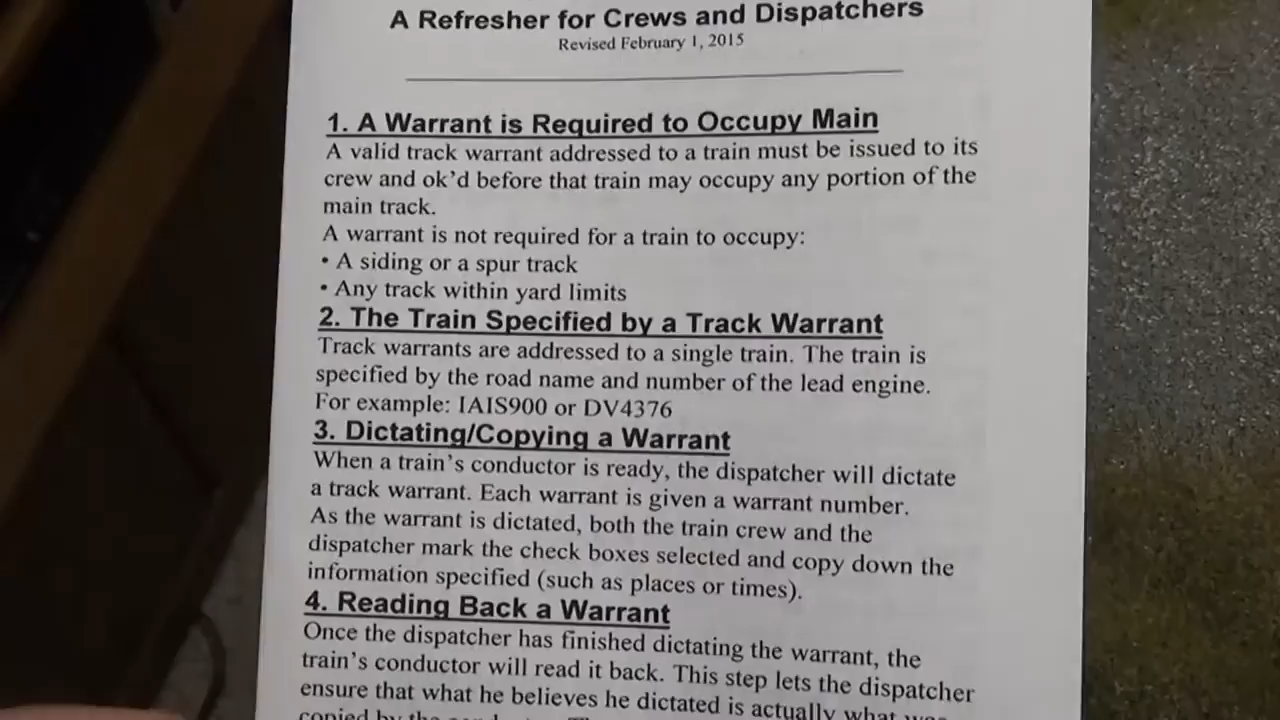 A Refresher for Crews and Dispatchers
Revised February 1, 2015
1. A Warrant is Required to Occupy Main
A valid track warrant addressed to a train must be issued to its
crew and ok’d before that train may occupy any portion of the
main track.
A warrant is not required for a train to occupy:
• A siding or a spur track
• Any track within yard limits
2. The Train Specified by a Track Warrant
Track warrants are addressed to a single train. The train is
specified by the road name and number of the lead engine.
For example: IAIS900 or DV4376
3. Dictating/Copying a Warrant
When a train’s conductor is ready, the dispatcher will dictate
a track warrant. Each warrant is given a warrant number.
As the warrant is dictated, both the train crew and the
dispatcher mark the check boxes selected and copy down the
information specified (such as places or times).
4. Reading Back a Warrant
Once the dispatcher has finished dictating the warrant, the
train’s conductor will read it back. This step lets the dispatcher
ensure that what he believes he dictated is actually what was
copied by the